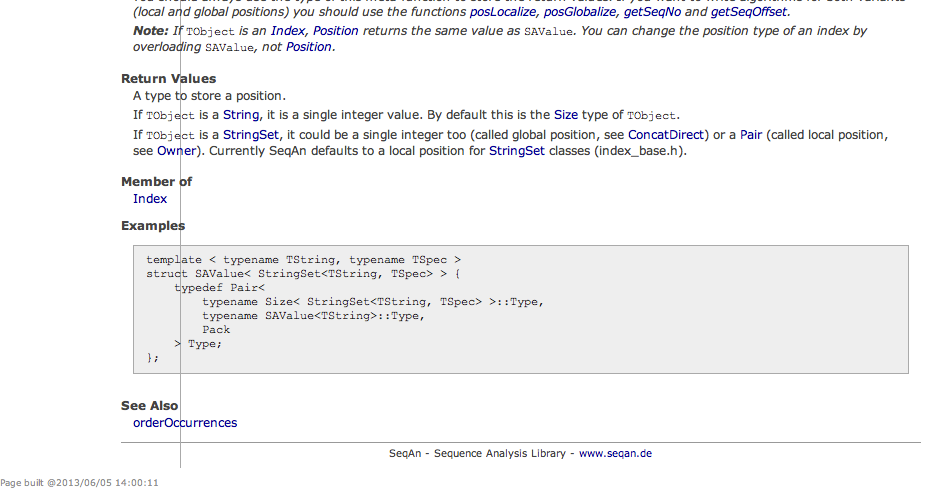 (local and global positions) you should use the functions posLocalize, posGlobalize, getSeqNo and getSeqOffset.
Note: If TObject is an Index, Position returns the same value as SAValue. You can change the position type of an index by
overloading SAValue, not Position.
Return Values
A type to store a position.
If TObject is a String, it is a single integer value. By default this is the Size type of TObject.
If TObject is a StringSet, it could be a single integer too (called global position, see ConcatDirect) or a Pair (called local position,
see Owner). Currently SeqAn defaults to a local position for StringSet classes (index_base.h).
Member of
Index
Examples
template < typename TString, typename TSpec >
struct SAValue< StringSet<TString, TSpec> > {
    typedef Pair<
        typename Size< StringSet<TString, TSpec> >::Type,
        typename SAValue<TString>::Type,
        Pack
    > Type;
};
See Also
orderOccurrences
SeqAn - Sequence Analysis Library - www.seqan.de
Page built @2013/06/05 14:00:11